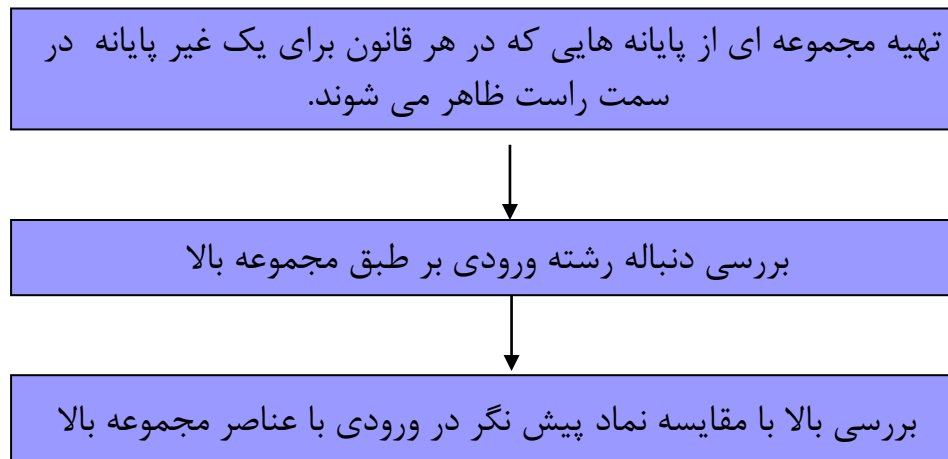 تهیه مجموعه ای از پایانه هایی که در هر قانون برای یک غیر پایانه در
سمت راست ظاهر می شوند.
بررسی دنباله رشته ورودی بر طبق مجموعه بالا
بررسی بالا با مقایسه نماد پیش نگر در ورودی با عناصر مجموعه بالا